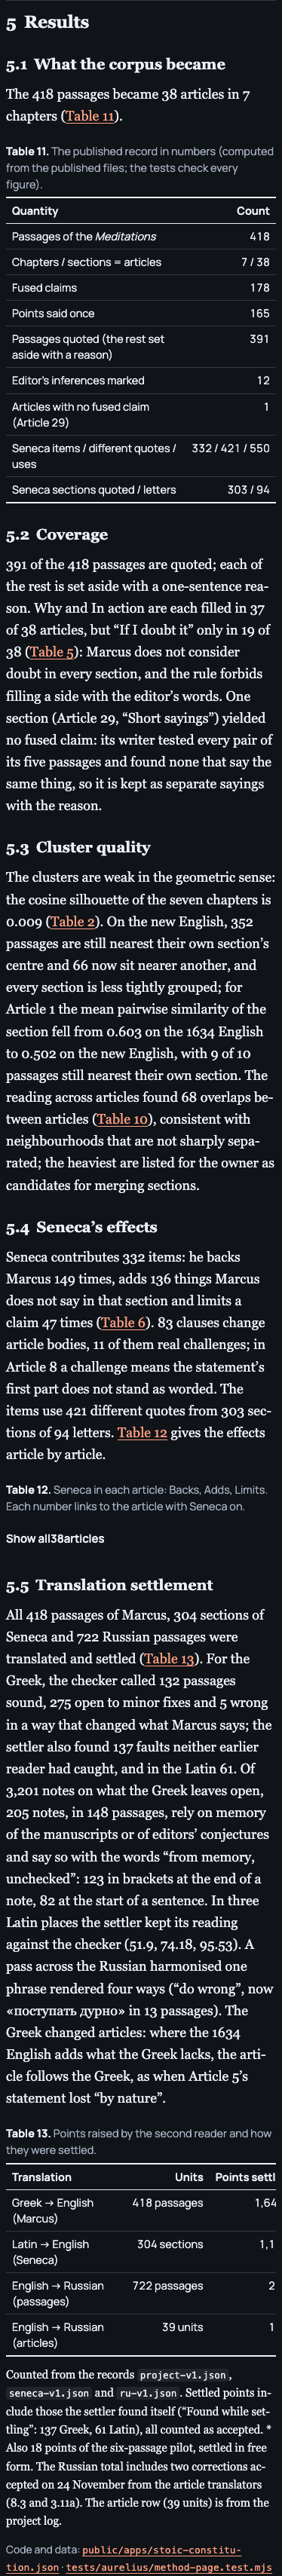 5 Results
5.1 What the corpus became
The 418 passages became 38 articles in 7
chapters (Table 11).
Table 11. The published record in numbers (computed
from the published files; the tests check every
figure).
Quantity Count
Passages of the Meditations 418
Chapters / sections = articles 7 / 38
Fused claims 178
Points said once 165
Passages quoted (the rest set 391
aside with a reason)
Editor's inferences marked 12
Articles with no fused claim 1
(Article 29)
Seneca items / different quotes / 332 / 421 / 550
uses
Seneca sections quoted / letters 303 / 94
5.2 Coverage
391 of the 418 passages are quoted; each of
the rest is set aside with a one-sentence rea-
son. Why and In action are each filled in 37
of 38 articles, but “If I doubt it” only in 19 of
38 (Table 5): Marcus does not consider
doubt in every section, and the rule forbids
filling a side with the editor's words. One
section (Article 29, “Short sayings”) yielded
no fused claim: its writer tested every pair of
its five passages and found none that say the
same thing, so it is kept as separate sayings
with the reason.
5.3 Cluster quality
The clusters are weak in the geometric sense:
the cosine silhouette of the seven chapters is
0.009 (Table 2). On the new English, 352
passages are still nearest their own section's
centre and 66 now sit nearer another, and
every section is less tightly grouped; for
Article 1 the mean pairwise similarity of the
section fell from 0.603 on the 1634 English
to 0.502 on the new English, with 9 of 10
passages still nearest their own section. The
reading across articles found 68 overlaps be-
tween articles (Table 10), consistent with
neighbourhoods that are not sharply sepa-
rated; the heaviest are listed for the owner as
candidates for merging sections.
5.4 Seneca's effects
Seneca contributes 332 items: he backs
Marcus 149 times, adds 136 things Marcus
does not say in that section and limits a
claim 47 times (Table 6). 83 clauses change
article bodies, 11 of them real challenges; in
Article 8 a challenge means the statement's
first part does not stand as worded. The
items use 421 different quotes from 303 sec-
tions of 94 letters. Table 12 gives the effects
article by article.
Table 12. Seneca in each article: Backs, Adds, Limits.
Each number links to the article with Seneca on.
Show all38articles
5.5 Translation settlement
All 418 passages of Marcus, 304 sections of
Seneca and 722 Russian passages were
translated and settled (Table 13). For the
Greek, the checker called 132 passages
sound, 275 open to minor fixes and 5 wrong
in a way that changed what Marcus says; the
settler also found 137 faults neither earlier
reader had caught, and in the Latin 61. Of
3,201 notes on what the Greek leaves open,
205 notes, in 148 passages, rely on memory
of the manuscripts or of editors' conjectures
and say so with the words “from memory,
unchecked”: 123 in brackets at the end of a
note, 82 at the start of a sentence. In three
Latin places the settler kept its reading
against the checker (51.9, 74.18, 95.53). A
pass across the Russian harmonised one
phrase rendered four ways (“do wrong”, now
«поступать дурно» in 13 passages). The
Greek changed articles: where the 1634
English adds what the Greek lacks, the arti-
cle follows the Greek, as when Article 5's
statement lost “by nature”.
Table 13. Points raised by the second reader and how
they were settled.
Translation Units Points settl
Greek → English 418 passages 1,64
(Marcus)
Latin → English 304 sections 1,1
(Seneca)
English → Russian 722 passages 2
(passages)
English → Russian 39 units 1
(articles)
Counted from the records project-v1.json,
seneca-v1.json and ru-v1.json. Settled points in-
clude those the settler found itself (“Found while set-
tling”: 137 Greek, 61 Latin), all counted as accepted. *
Also 18 points of the six-passage pilot, settled in free
form. The Russian total includes two corrections ac-
cepted on 24 November from the article translators
(8.3 and 3.11a). The article row (39 units) is from the
project log.
Code and data: public/apps/stoic-constitu-
tion.json · tests/aurelius/method-page.test.mjs